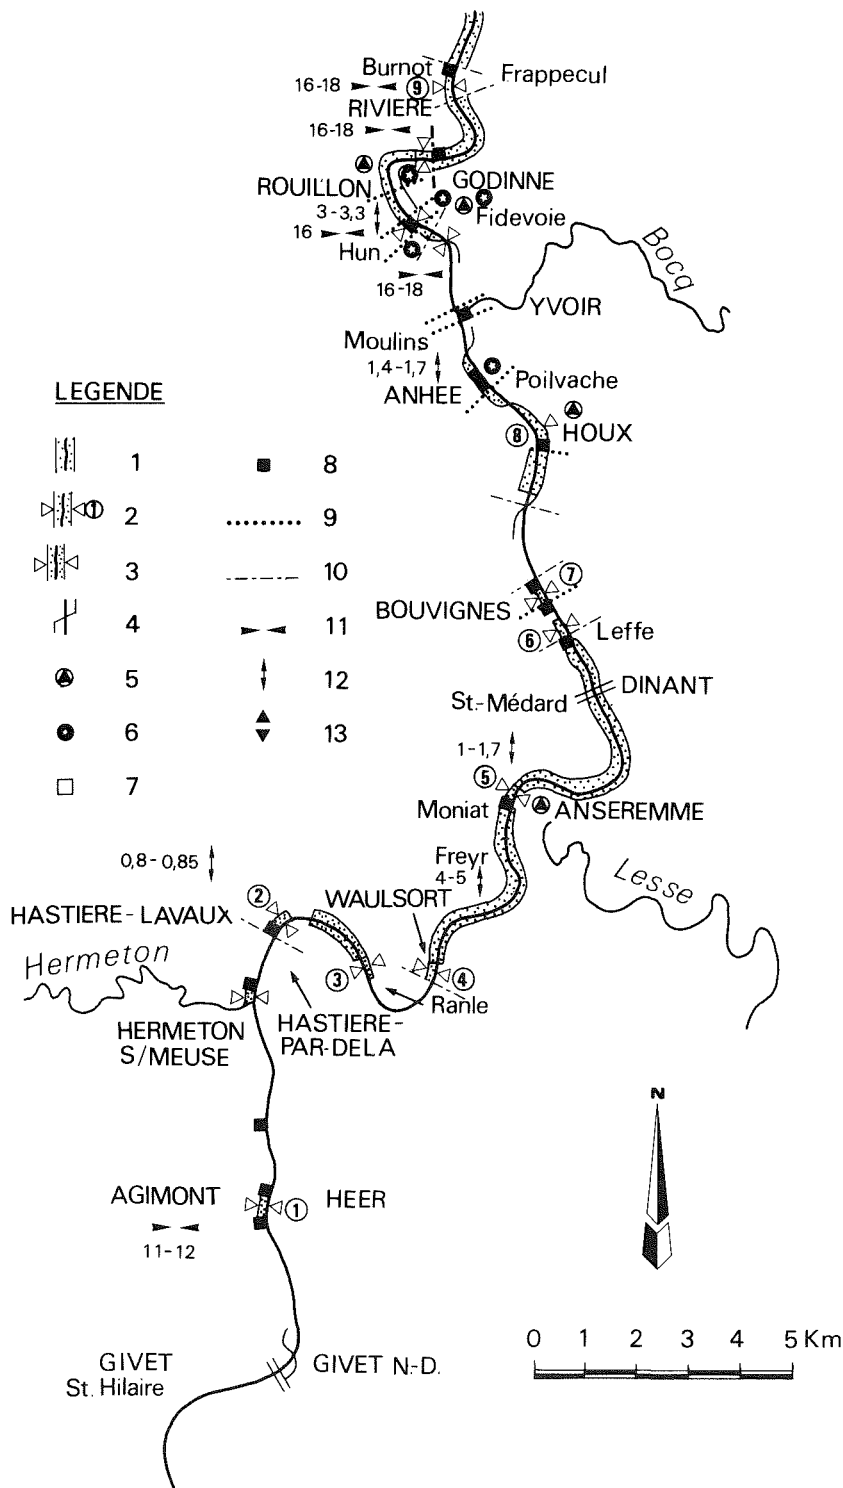 Burnot
Frappecul
16-18
9
RIVIERE
16-18
ROUILLON
GODINNE
3-3,3
Fidevoie
16
Hun
16-18
Bocq
YVOIR
Moulins
1,4-1,7
Poilvache
ANHEE
8
HOUX
LEGENDE
1
8
1
2
9
3
10
4
11
5
12
6
13
7
7
BOUVIGNES
6
Leffe
St.-Médard
DINANT
1-1,7
5
Moniat
ANSEREMME
Freyr
4-5
Lesse
0,8-0,85
2
WAULSORT
HASTIERE-LAVAUX
Hermeton
3
4
Ranle
HERMETON
S/MEUSE
HASTIERE-
PAR-DELA
N
AGIMONT
1
HEER
11-12
0 1 2 3 4 5 Km
GIVET
St. Hilaire
GIVET N.-D.